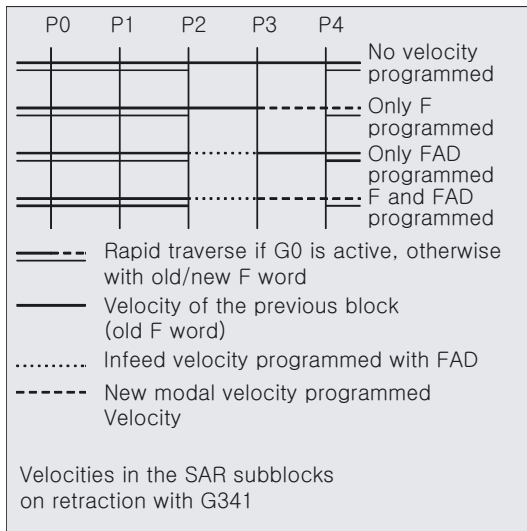 P0 P1 P2 P3 P4
No velocity
programmed
Only F
programmed
Only FAD
programmed
F and FAD
programmed
Rapid traverse if G0 is active, otherwise
with old/new F word
Velocity of the previous block
(old F word)
Infeed velocity programmed with FAD
New modal velocity programmed
Velocity
Velocities in the SAR subblocks
on retraction with G341